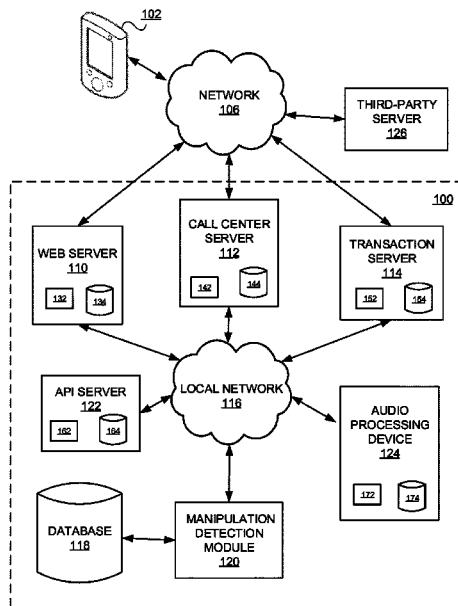 102
NETWORK
106
THIRD-PARTY
SERVER
126
100
WEB SERVER
110
132
134
CALL CENTER
SERVER
112
142
144
TRANSACTION
SERVER
114
152
154
LOCAL NETWORK
116
API SERVER
122
162
164
AUDIO
PROCESSING
DEVICE
124
172
174
DATABASE
118
MANIPULATION
DETECTION
MODULE
120